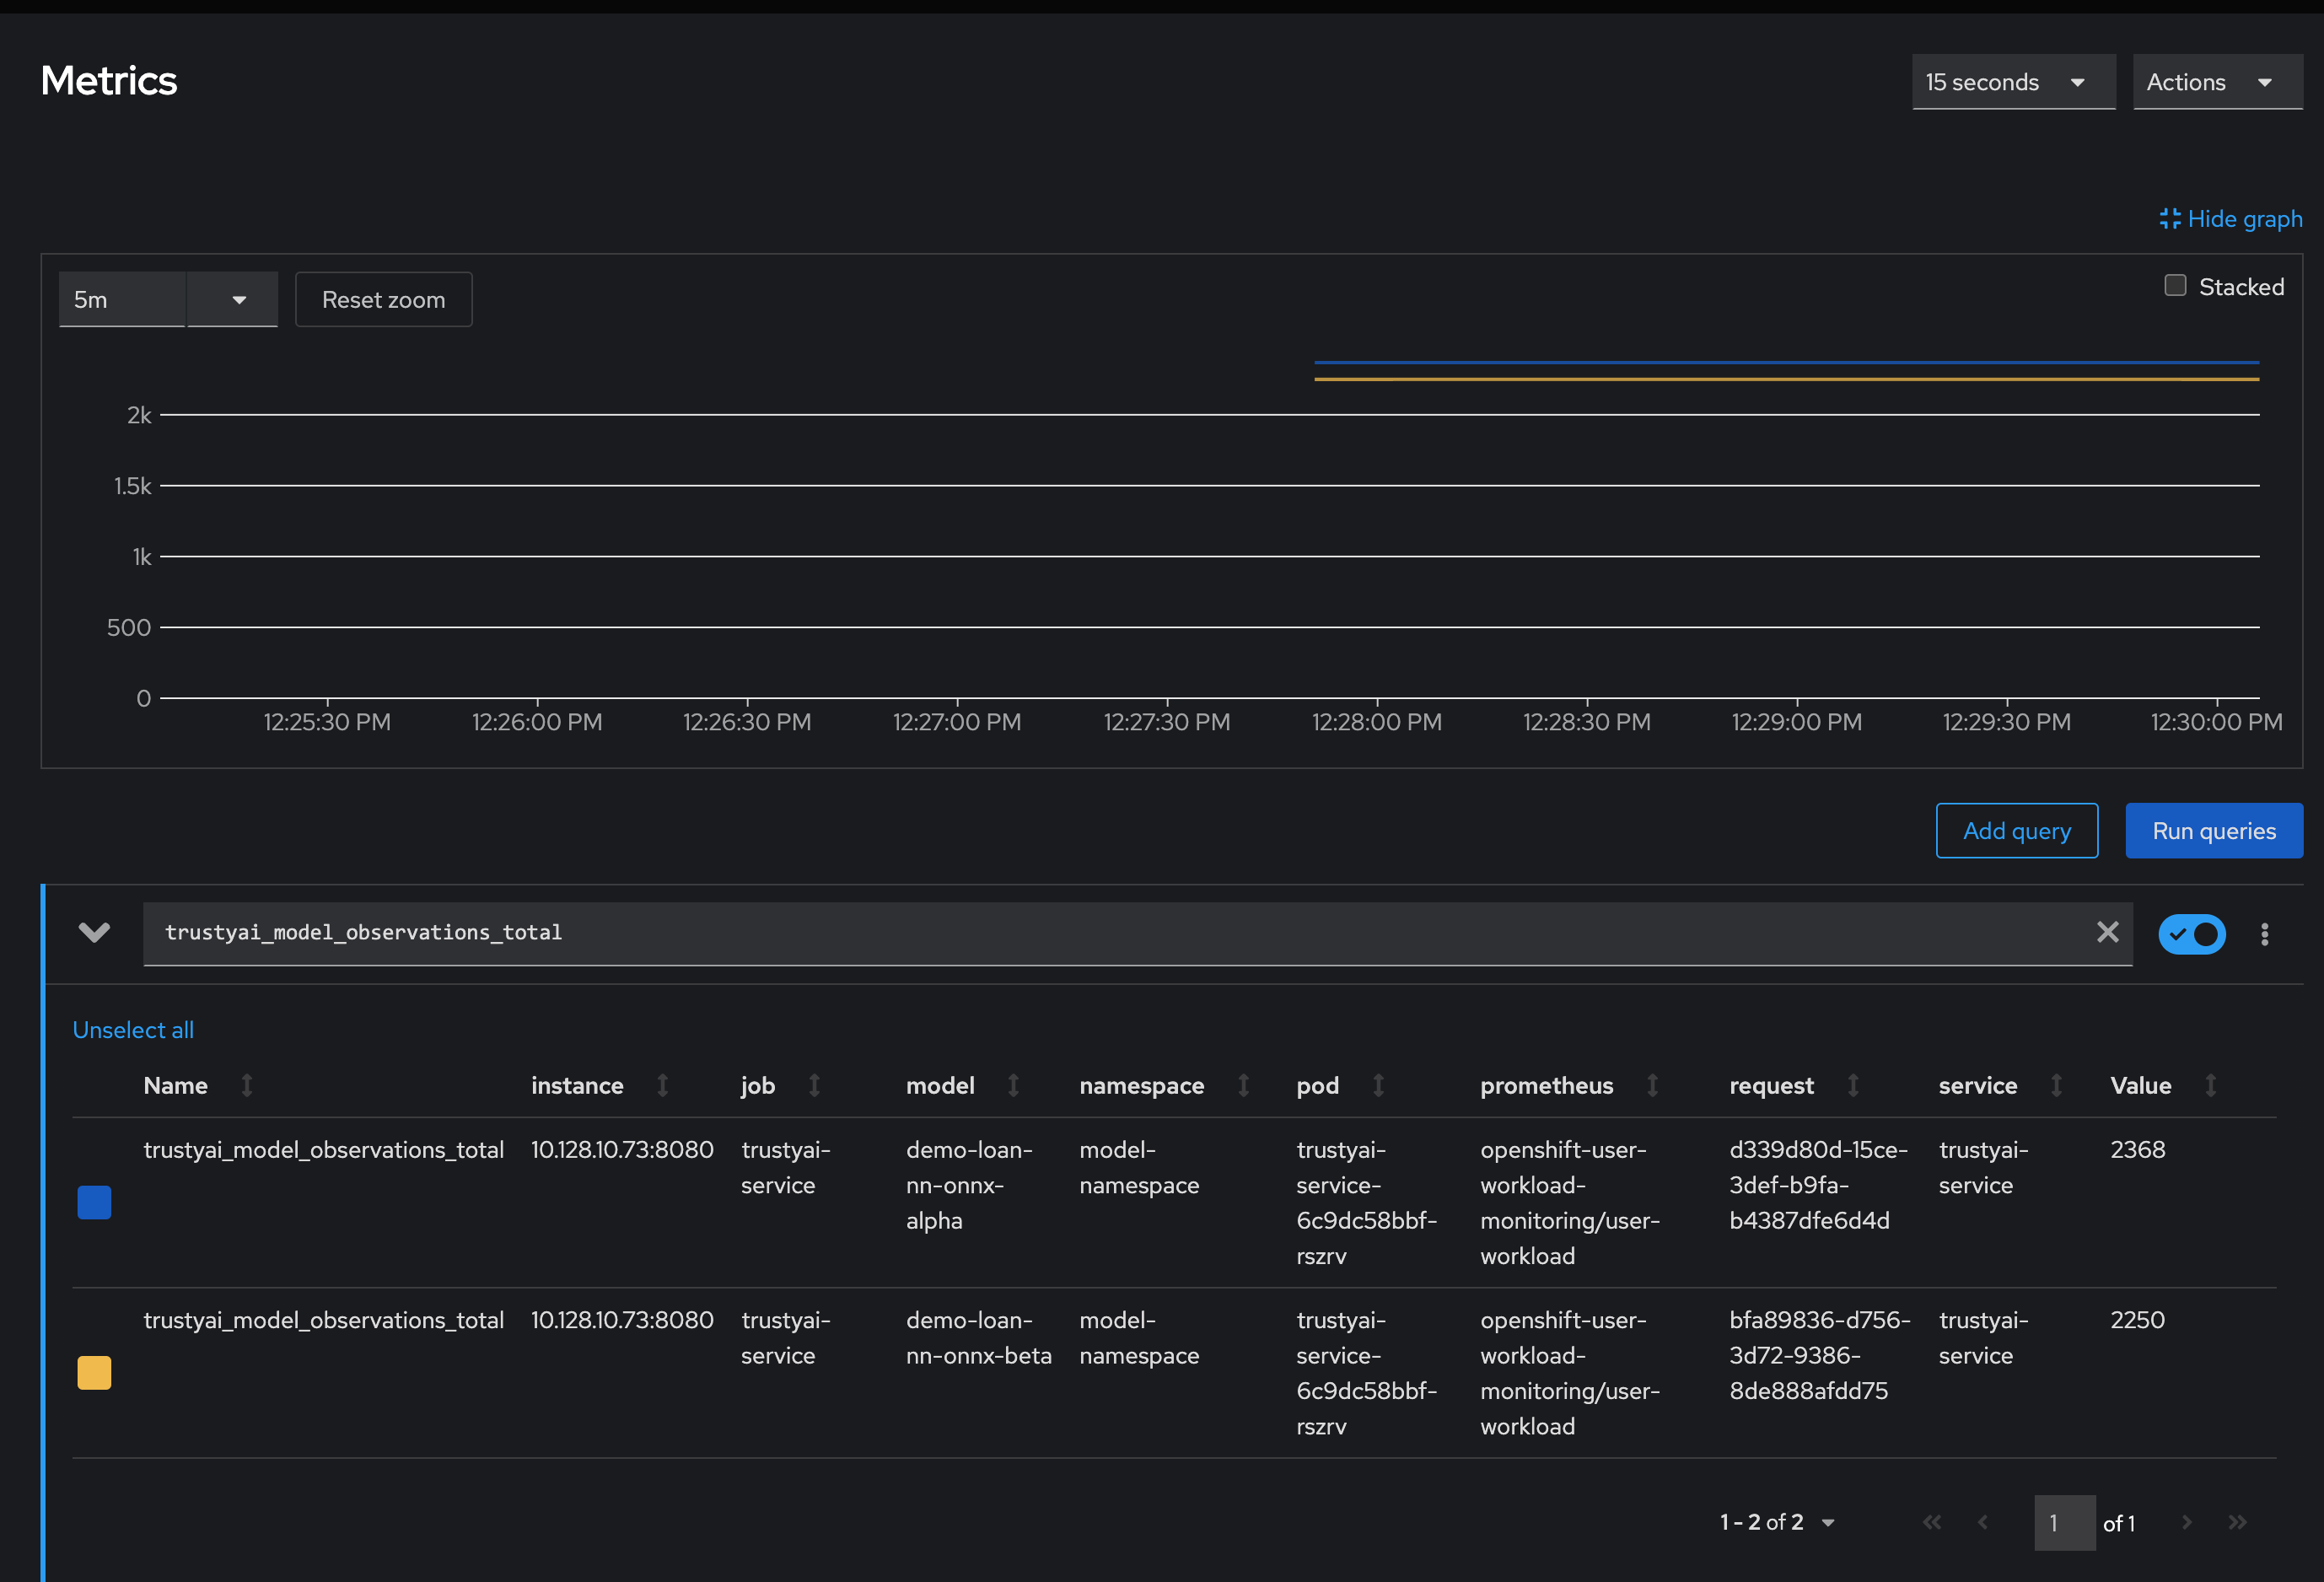 Metrics
15 seconds
Actions
Hide graph
5m
Reset zoom
Stacked
2k
1.5k
1k
500
0
12:25:30 PM 12:26:00 PM 12:26:30 PM 12:27:00 PM 12:27:30 PM 12:28:00 PM 12:28:30 PM 12:29:00 PM 12:29:30 PM 12:30:00 PM
Add query
Run queries
trustyai_model_observations_total
Unselect all
Name instance job model namespace pod prometheus request service Value
trustyai_model_observations_total 10.128.10.73:8080 trustyai- demo-loan- model- trustyai- openshift-user- d339d80d-15ce- trustyai- 2368
service nn-onnx- namespace service- workload- 3def-b9fa- service
alpha 6c9dc58bbf- monitoring/user- b4387dfe6d4d
rszrv workload
trustyai_model_observations_total 10.128.10.73:8080 trustyai- demo-loan- model- trustyai- openshift-user- bfa89836-d756- trustyai- 2250
service nn-onnx-beta namespace service- workload- 3d72-9386- service
6c9dc58bbf- monitoring/user- 8de888afdd75
rszrv workload
1 - 2 of 2
1 of 1